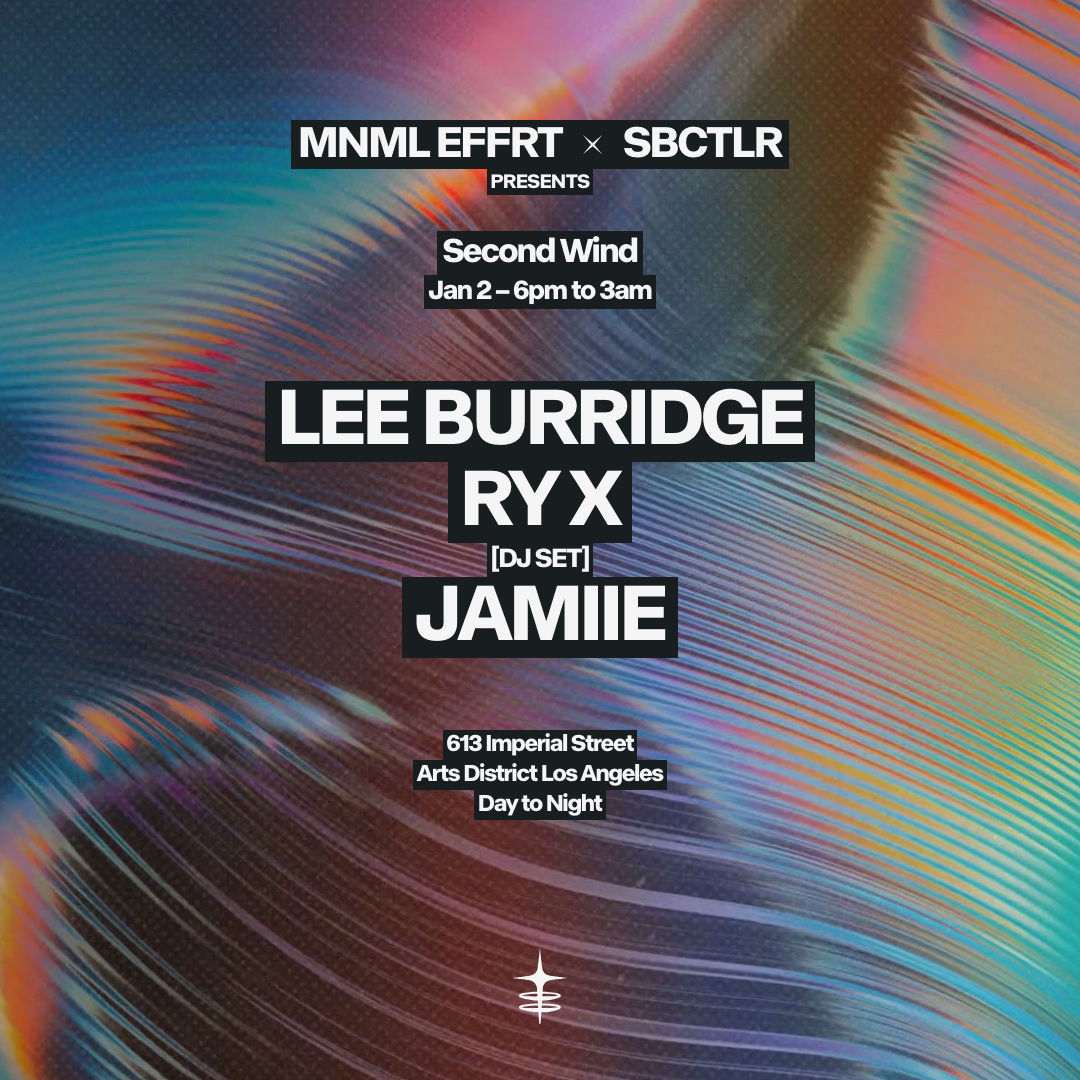 MNML EFFRT × SBCTLR
PRESENTS
Second Wind
Jan 2 – 6pm to 3am
LEE BURRIDGE
RY X
[DJ SET]
JAMIIE
613 Imperial Street
Arts District Los Angeles
Day to Night